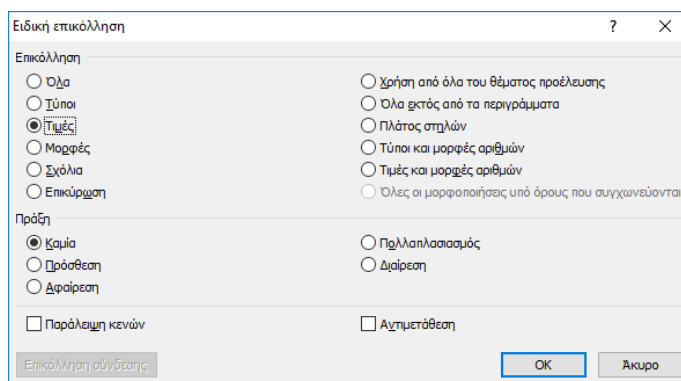 Ειδική επικόλληση ? ✕
Επικόλληση
Όλα
Τύποι
Τιμές
Μορφές
Σχόλια
Επικύρωση
Χρήση από όλα του θέματος προέλευσης
Όλα εκτός από τα περιγράμματα
Πλάτος στηλών
Τύποι και μορφές αριθμών
Τιμές και μορφές αριθμών
Όλες οι μορφοποιήσεις υπό όρους που συγχωνεύονται
Πράξη
Καμία
Πρόσθεση
Αφαίρεση
Πολλαπλασιασμός
Διαίρεση
Παράλειψη κενών
Αντιμετάθεση
Επικόλληση σύνδεσης
OK
Άκυρο